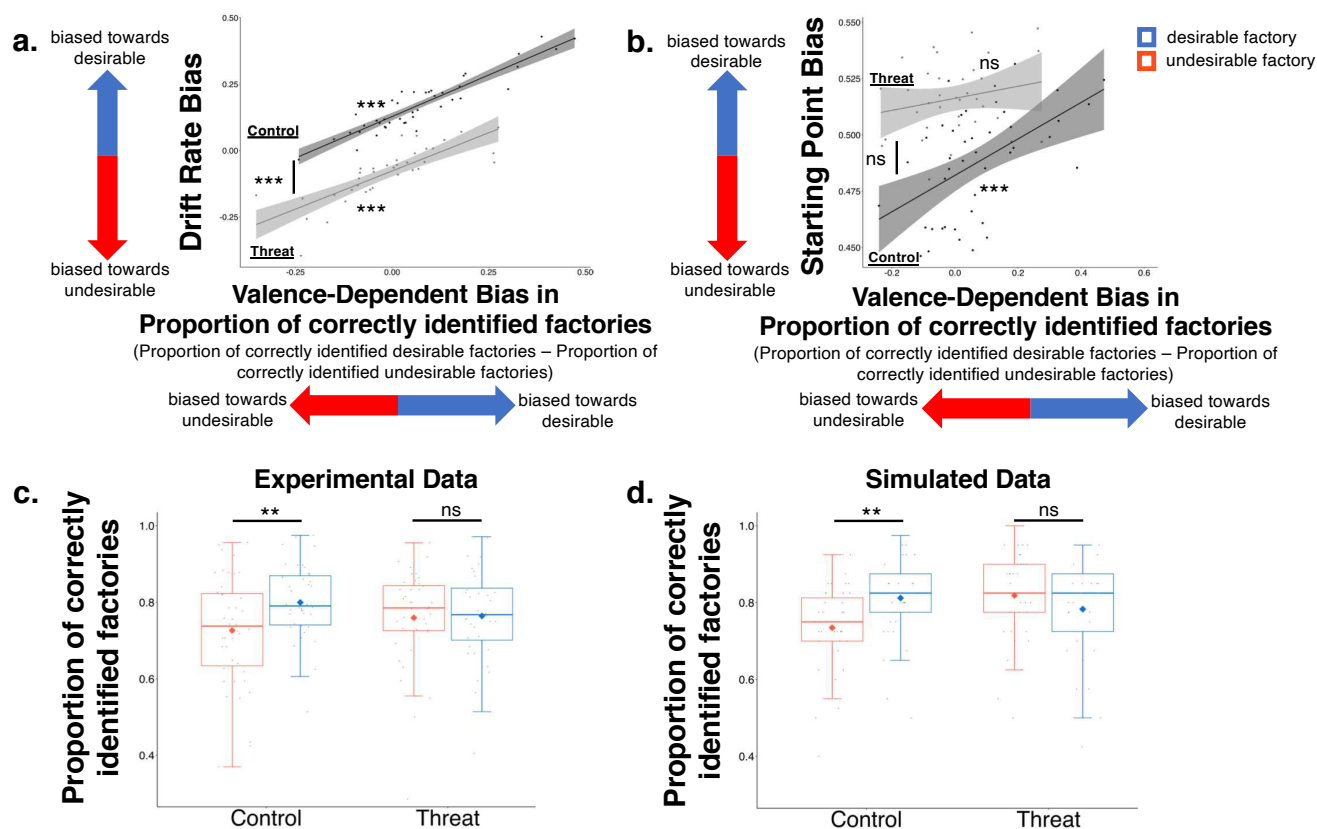 a.
biased towards
desirable
biased towards
undesirable
Drift Rate Bias
0.50
0.25
0.00
-0.25
***
Control
***
***
Threat
-0.25
0.00
0.25
0.50
Valence-Dependent Bias in
Proportion of correctly identified factories
(Proportion of correctly identified desirable factories – Proportion of
correctly identified undesirable factories)
biased towards
undesirable
biased towards
desirable
b.
biased towards
desirable
biased towards
undesirable
Starting Point Bias
0.550
0.525
0.500
0.475
0.450
ns
Threat
ns
***
Control
-0.2
0.0
0.2
0.4
0.6
desirable factory
undesirable factory
Valence-Dependent Bias in
Proportion of correctly identified factories
(Proportion of correctly identified desirable factories – Proportion of
correctly identified undesirable factories)
biased towards
undesirable
biased towards
desirable
c.
Experimental Data
Proportion of correctly
identified factories
1.0
0.8
0.6
0.4
**
ns
Control
Threat
d.
Simulated Data
Proportion of correctly
identified factories
1.0
0.8
0.6
0.4
**
ns
Control
Threat